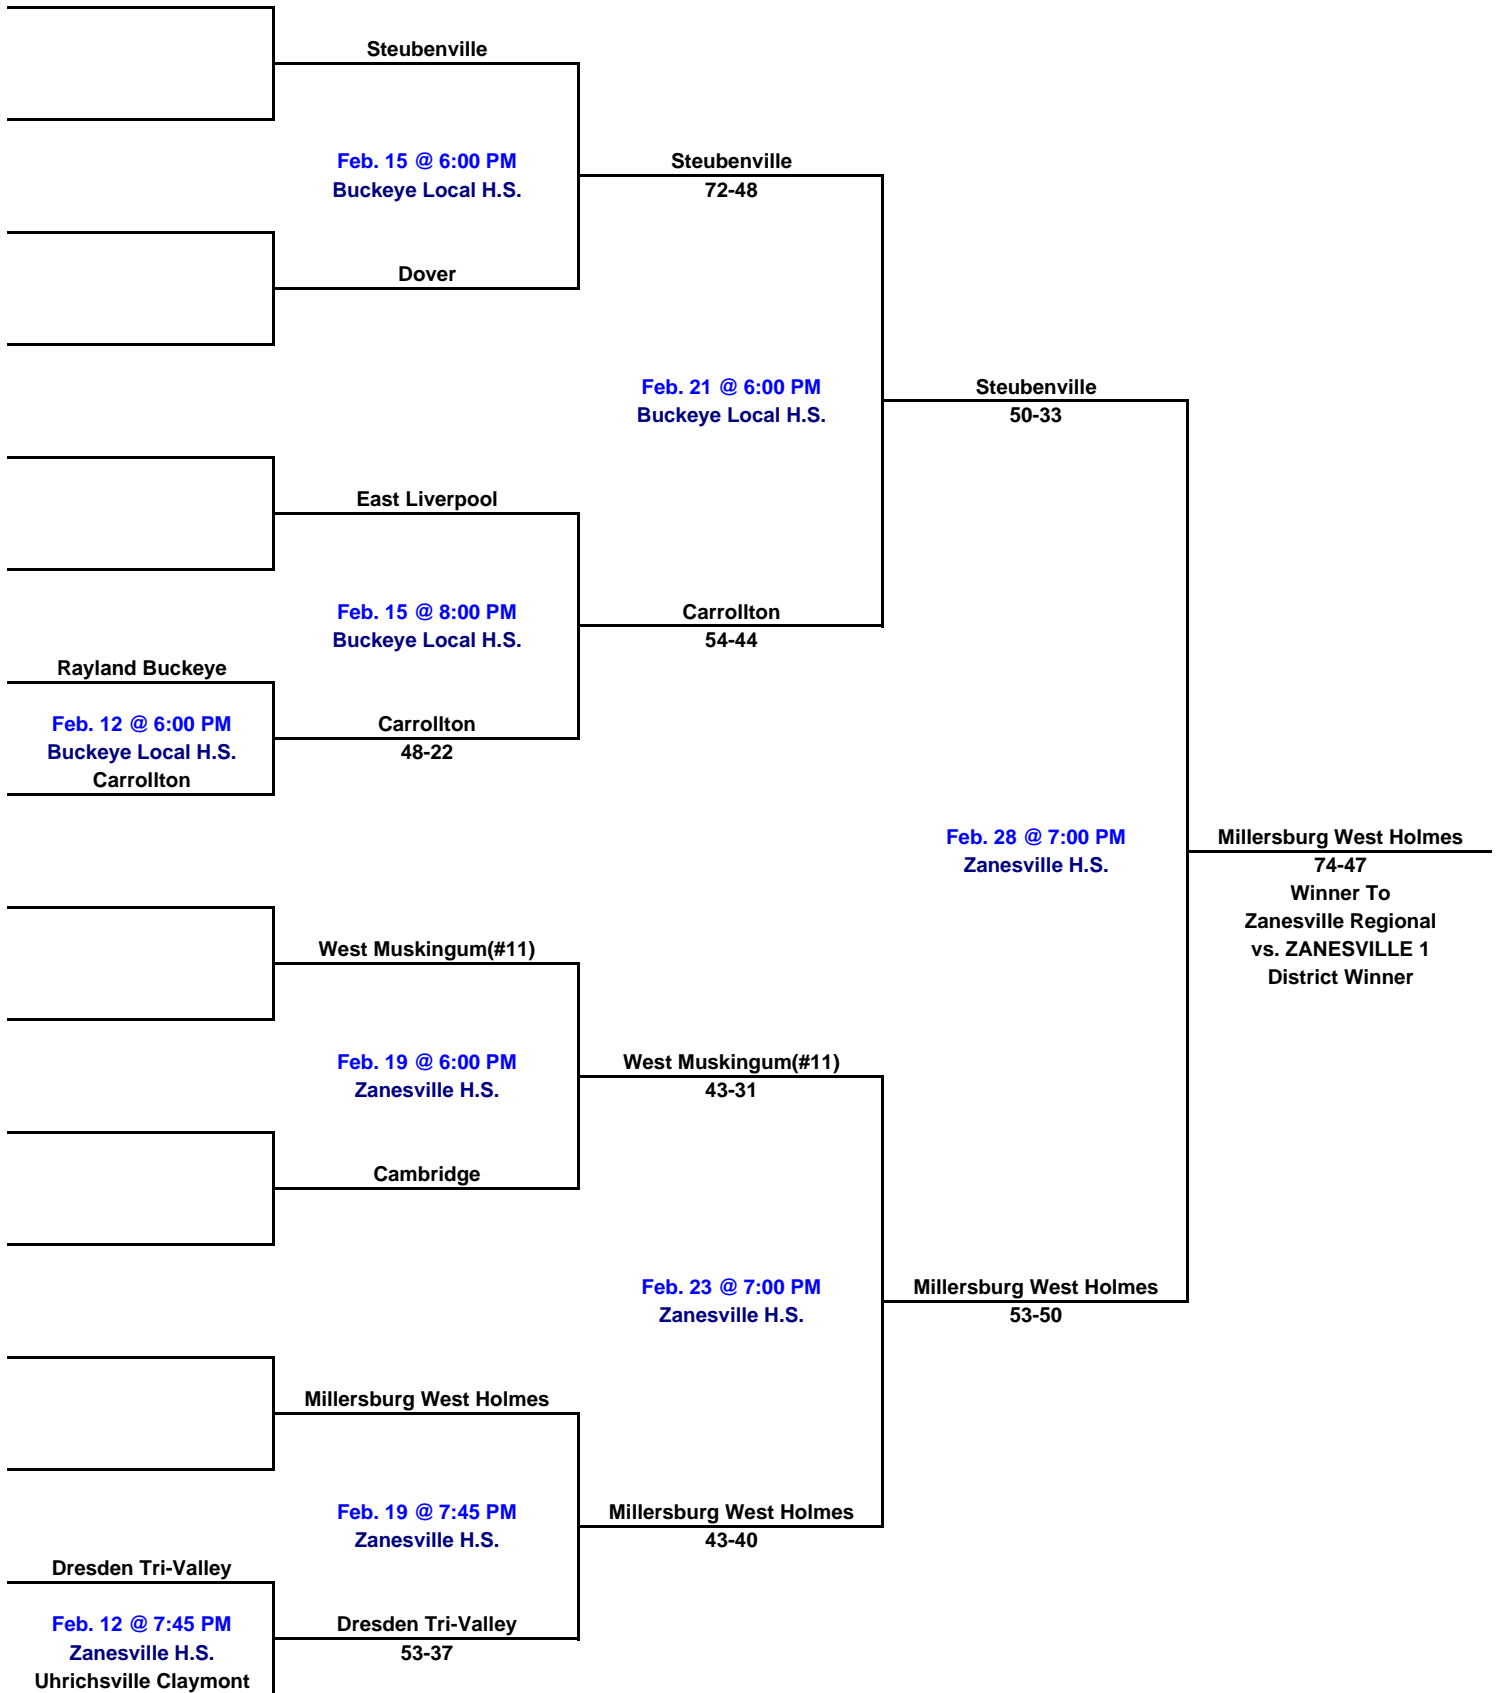 Steubenville
Feb. 15 @ 6:00 PM
Buckeye Local H.S.
Steubenville
72-48
Dover
Feb. 21 @ 6:00 PM
Buckeye Local H.S.
Steubenville
50-33
East Liverpool
Feb. 15 @ 8:00 PM
Buckeye Local H.S.
Carrollton
54-44
Rayland Buckeye
Feb. 12 @ 6:00 PM
Buckeye Local H.S.
Carrollton
Carrollton
48-22
Feb. 28 @ 7:00 PM
Zanesville H.S.
Millersburg West Holmes
74-47
Winner To
Zanesville Regional
vs. ZANESVILLE 1
District Winner
West Muskingum(#11)
Feb. 19 @ 6:00 PM
Zanesville H.S.
West Muskingum(#11)
43-31
Cambridge
Feb. 23 @ 7:00 PM
Zanesville H.S.
Millersburg West Holmes
53-50
Millersburg West Holmes
Feb. 19 @ 7:45 PM
Zanesville H.S.
Millersburg West Holmes
43-40
Dresden Tri-Valley
Feb. 12 @ 7:45 PM
Zanesville H.S.
Uhrichsville Claymont
Dresden Tri-Valley
53-37